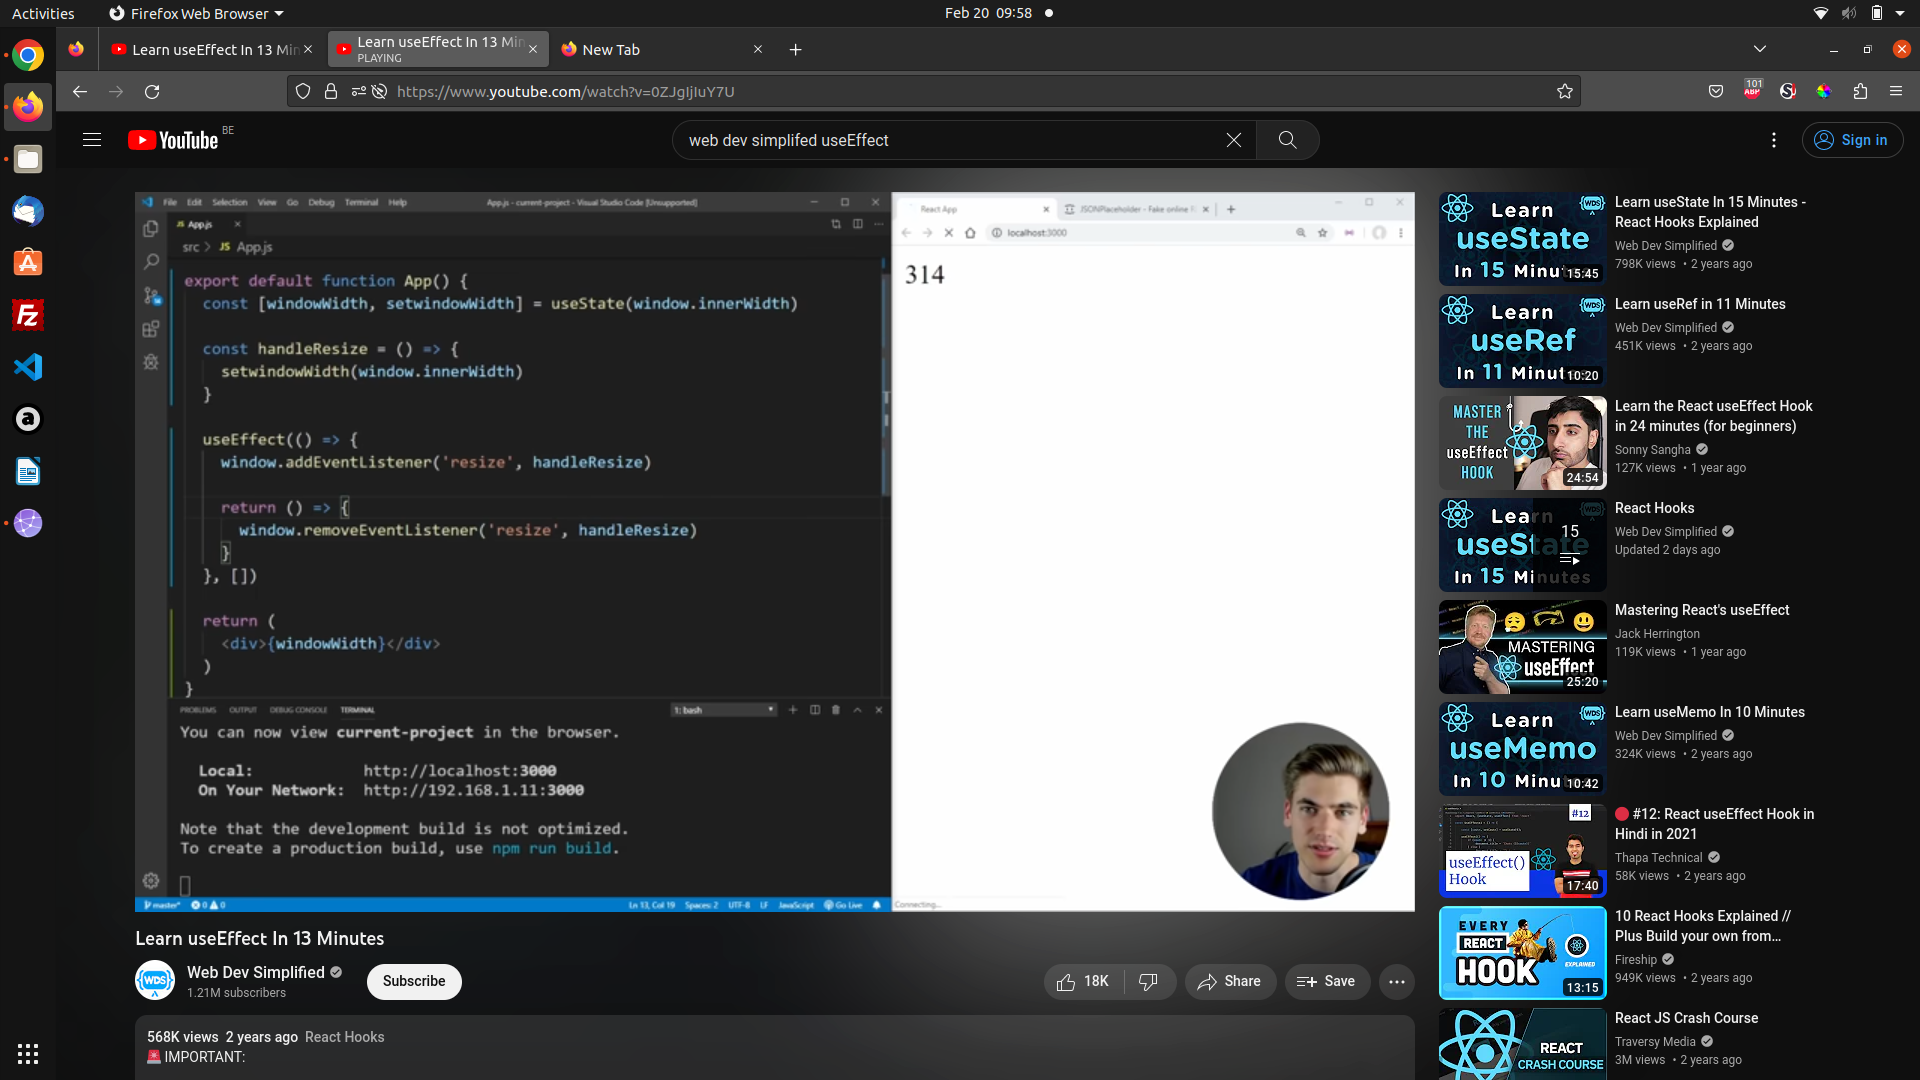 Activities
Firefox Web Browser
Feb 20 09:58
Learn useEffect In 13 Min
Learn useEffect In 13 Min
PLAYING
New Tab
https://www.youtube.com/watch?v=0ZJgIjIuY7U
101
ABP
YouTube
BE
web dev simplifed useEffect
Sign in
File Edit Selection View Go Debug Terminal Help
App.js - current-project - Visual Studio Code [Unsupported]
JS App.js
src > JS App.js
export default function App() {
const [windowWidth, setwindowWidth] = useState(window.innerWidth)
const handleResize = () => {
setwindowWidth(window.innerWidth)
}
useEffect(() => {
window.addEventListener('resize', handleResize)
return () => {
window.removeEventListener('resize', handleResize)
}
}, [])
return (
<div>{windowWidth}</div>
)
}
PROBLEMS OUTPUT DEBUG CONSOLE TERMINAL
1: bash
You can now view current-project in the browser.
Local: http://localhost:3000
On Your Network: http://192.168.1.11:3000
Note that the development build is not optimized.
To create a production build, use npm run build.
master* 0 0
Ln 13, Col 19 Spaces: 2 UTF-8 LF JavaScript Go Live
React App
JSONPlaceholder - Fake online
localhost:3000
314
Connecting...
Learn useEffect In 13 Minutes
WDS
Web Dev Simplified
1.21M subscribers
Subscribe
18K
Share
Save
568K views 2 years ago React Hooks
IMPORTANT:
Learn
useState
In 15 Minut
WDS
15:45
Learn useState In 15 Minutes -
React Hooks Explained
Web Dev Simplified
798K views • 2 years ago
Learn
useRef
In 11 Minut
WDS
10:20
Learn useRef in 11 Minutes
Web Dev Simplified
451K views • 2 years ago
MASTER
THE
useEffect
HOOK
24:54
Learn the React useEffect Hook
in 24 minutes (for beginners)
Sonny Sangha
127K views • 1 year ago
Learn
useState
In 15 Minutes
WDS
15
React Hooks
Web Dev Simplified
Updated 2 days ago
MASTERING
useEffect
25:20
Mastering React's useEffect
Jack Herrington
119K views • 1 year ago
Learn
useMemo
In 10 Minut
WDS
10:42
Learn useMemo In 10 Minutes
Web Dev Simplified
324K views • 2 years ago
#12
useEffect()
Hook
17:40
#12: React useEffect Hook in
Hindi in 2021
Thapa Technical
58K views • 2 years ago
EVERY
REACT
HOOK
EXPLAINED
13:15
10 React Hooks Explained //
Plus Build your own from...
Fireship
949K views • 2 years ago
REACT
CRASH COURSE
React JS Crash Course
Traversy Media
3M views • 2 years ago